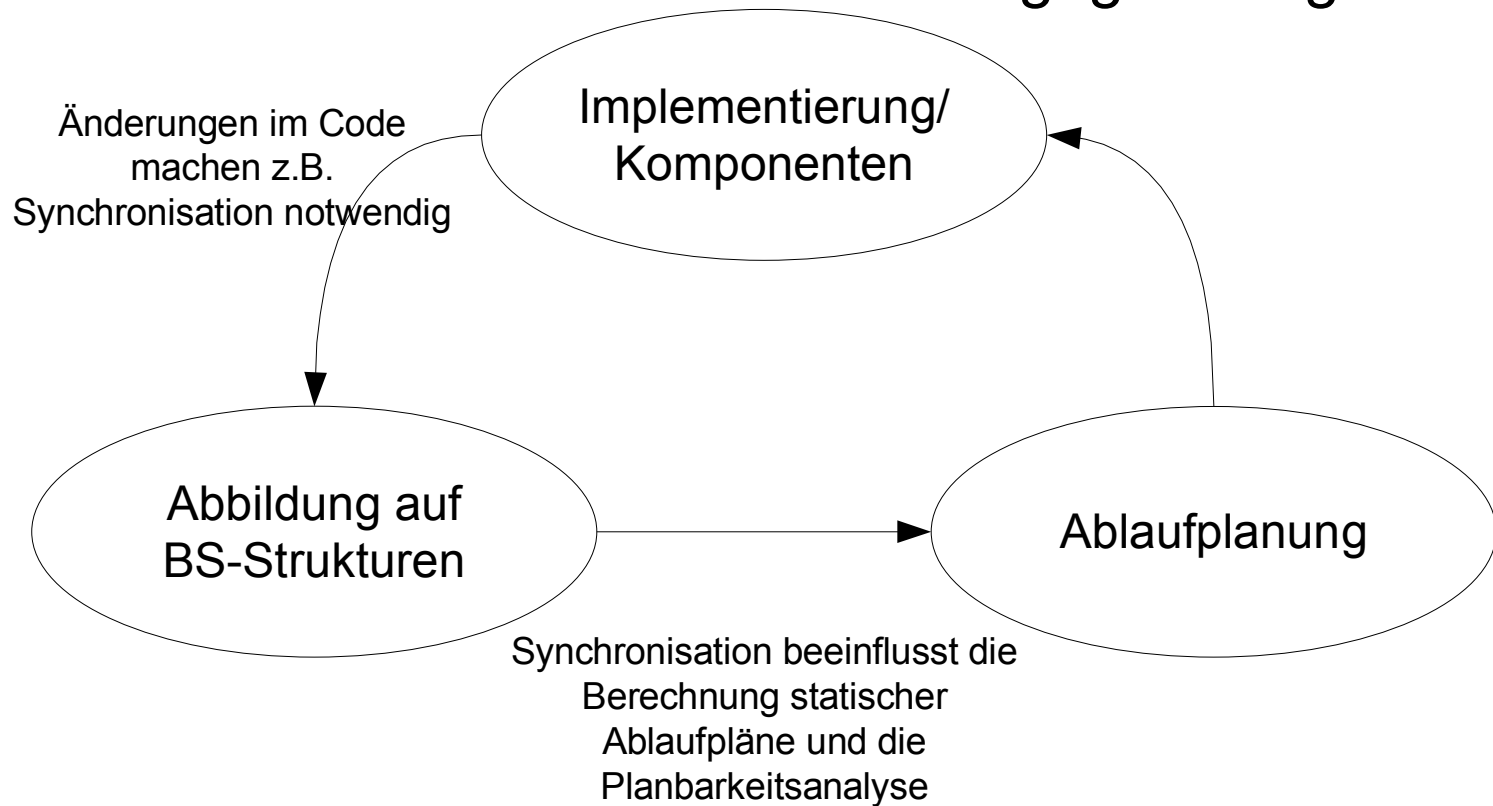 Implementierung/
Komponenten
Änderungen im Code
machen z.B.
Synchronisation notwendig
Abbildung auf
BS-Strukturen
Ablaufplanung
Synchronisation beeinflusst die
Berechnung statischer
Ablaufpläne und die
Planbarkeitsanalyse